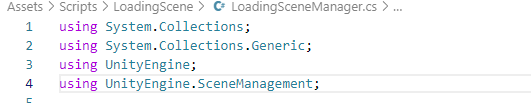 Assets > Scripts > LoadingScene > C# LoadingSceneManager.cs > ...
1 using System.Collections;
2 using System.Collections.Generic;
3 using UnityEngine;
4 using UnityEngine.SceneManagement;